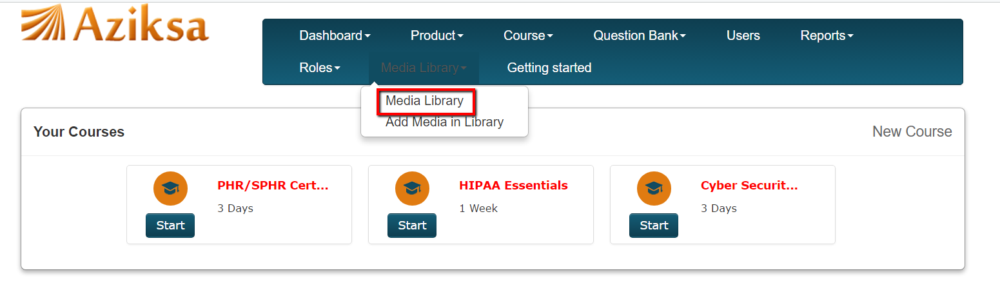 Aziksa
Dashboard Product Course Question Bank Users Reports
Roles Media Library Getting started
Media Library
Add Media in Library
Your Courses New Course
PHR/SPHR Cert... HIPAA Essentials Cyber Securit...
3 Days 1 Week 3 Days
Start Start Start